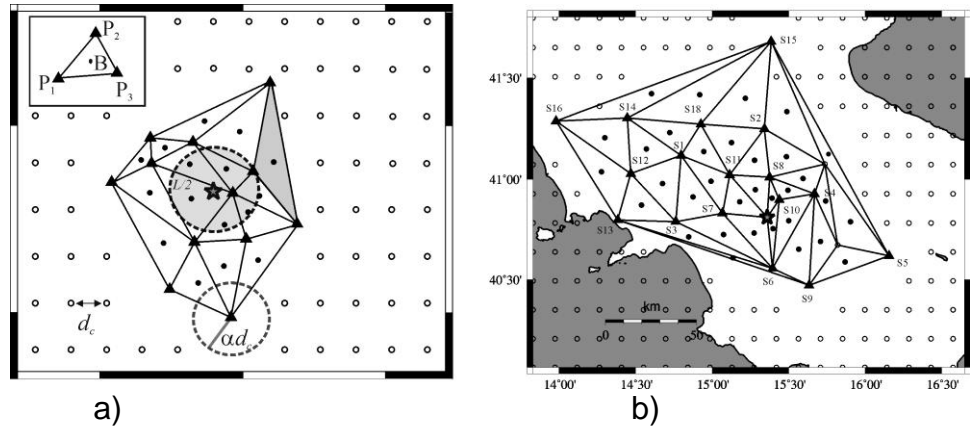 P2
B
P1
P3
L/2
dc
αdc
a)
b)
41°30'
41°00'
40°30'
S15
S16
S14
S18
S2
S1
S12
S11
S8
S4
S10
S7
S13
S3
S6
S5
S9
km
0 50
14°00' 14°30' 15°00' 15°30' 16°00' 16°30'